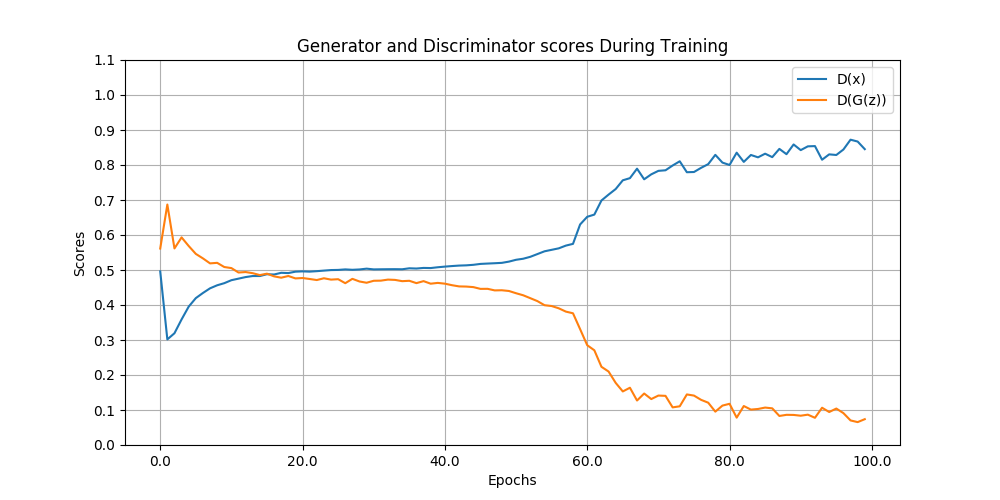 Generator and Discriminator scores During Training
1.1
1.0
0.9
0.8
0.7
0.6
0.5
0.4
0.3
0.2
0.1
0.0
Scores
D(x)
D(G(z))
0.0 20.0 40.0 60.0 80.0 100.0
Epochs